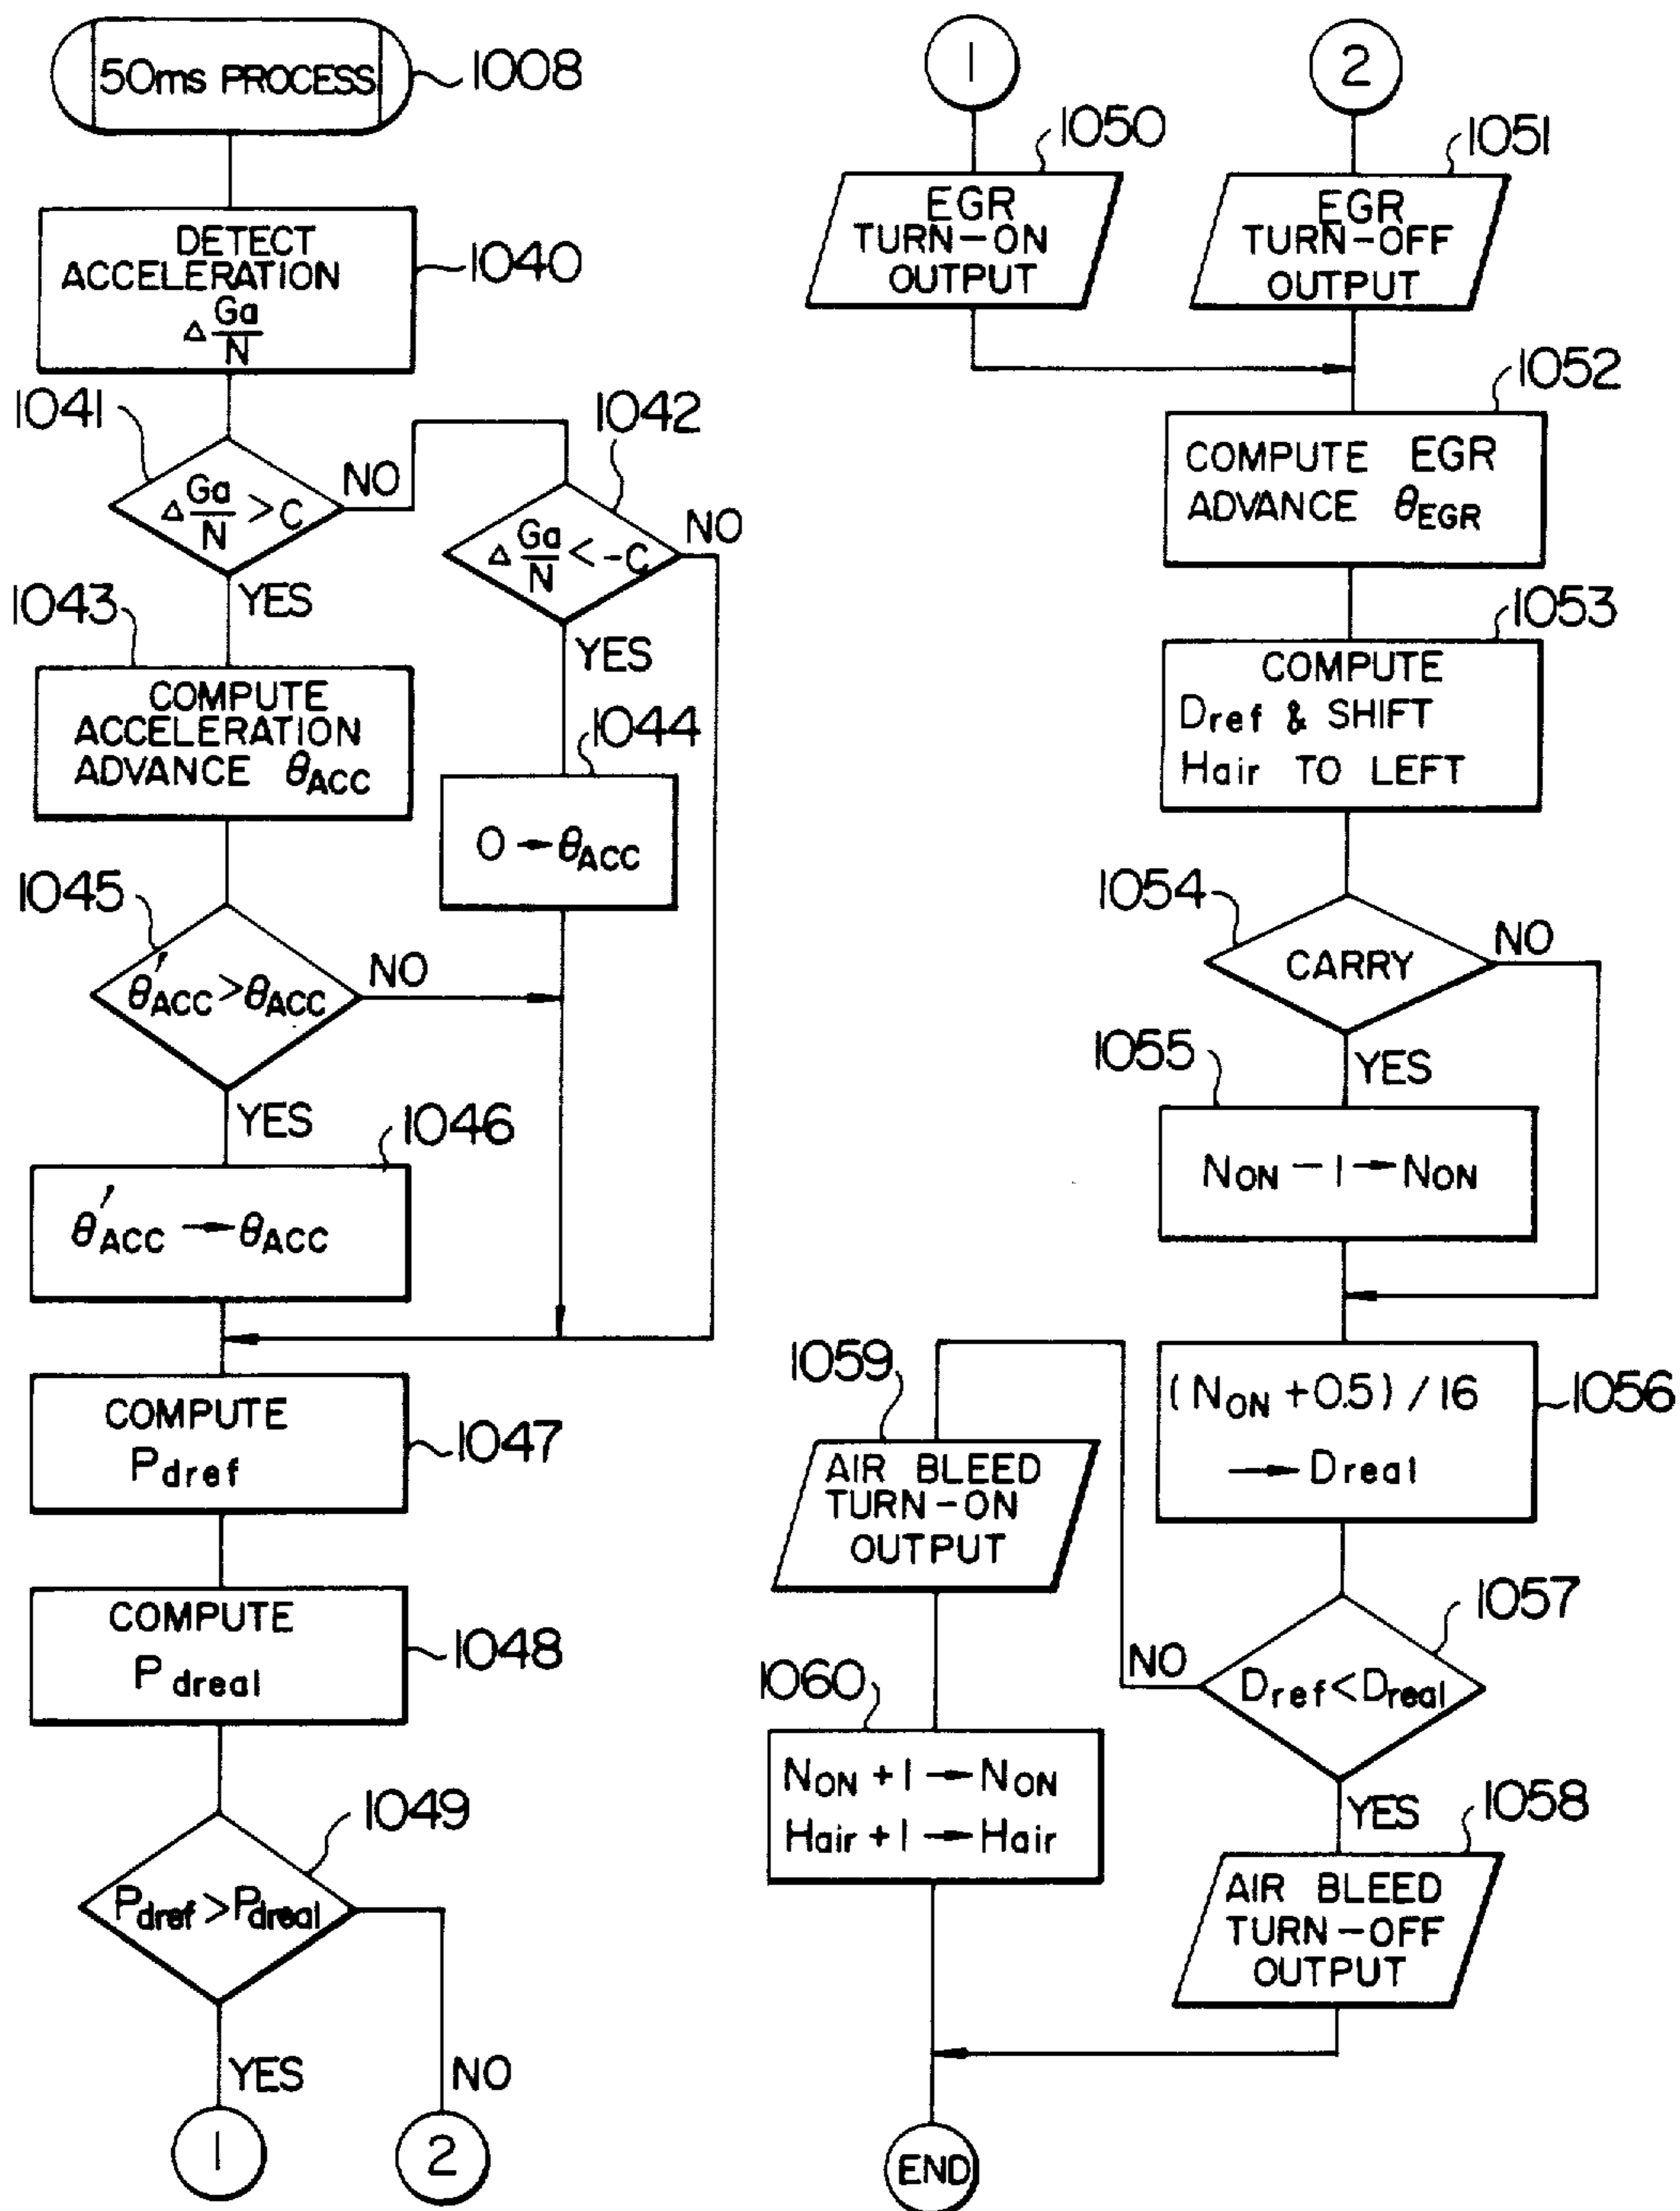 50ms PROCESS
1008
DETECT
ACCELERATION
Δ Ga/N
1040
1041
Δ Ga/N > C
NO
YES
1042
Δ Ga/N < -C
NO
YES
1043
COMPUTE
ACCELERATION
ADVANCE θACC
1044
0 → θACC
1045
θ'ACC > θACC
NO
YES
1046
θ'ACC → θACC
COMPUTE
Pdref
1047
COMPUTE
Pdreal
1048
1049
Pdref > Pdreal
YES
NO
1
2
1
2
1050
EGR
TURN-ON
OUTPUT
1051
EGR
TURN-OFF
OUTPUT
1052
COMPUTE EGR
ADVANCE θEGR
1053
COMPUTE
Dref & SHIFT
Hair TO LEFT
1054
CARRY
NO
YES
1055
NON - 1 → NON
(NON + 0.5) / 16
→ Dreal
1056
1057
Dref < Dreal
NO
YES
1058
AIR BLEED
TURN-OFF
OUTPUT
1059
AIR BLEED
TURN-ON
OUTPUT
1060
NON + 1 → NON
Hair + 1 → Hair
END